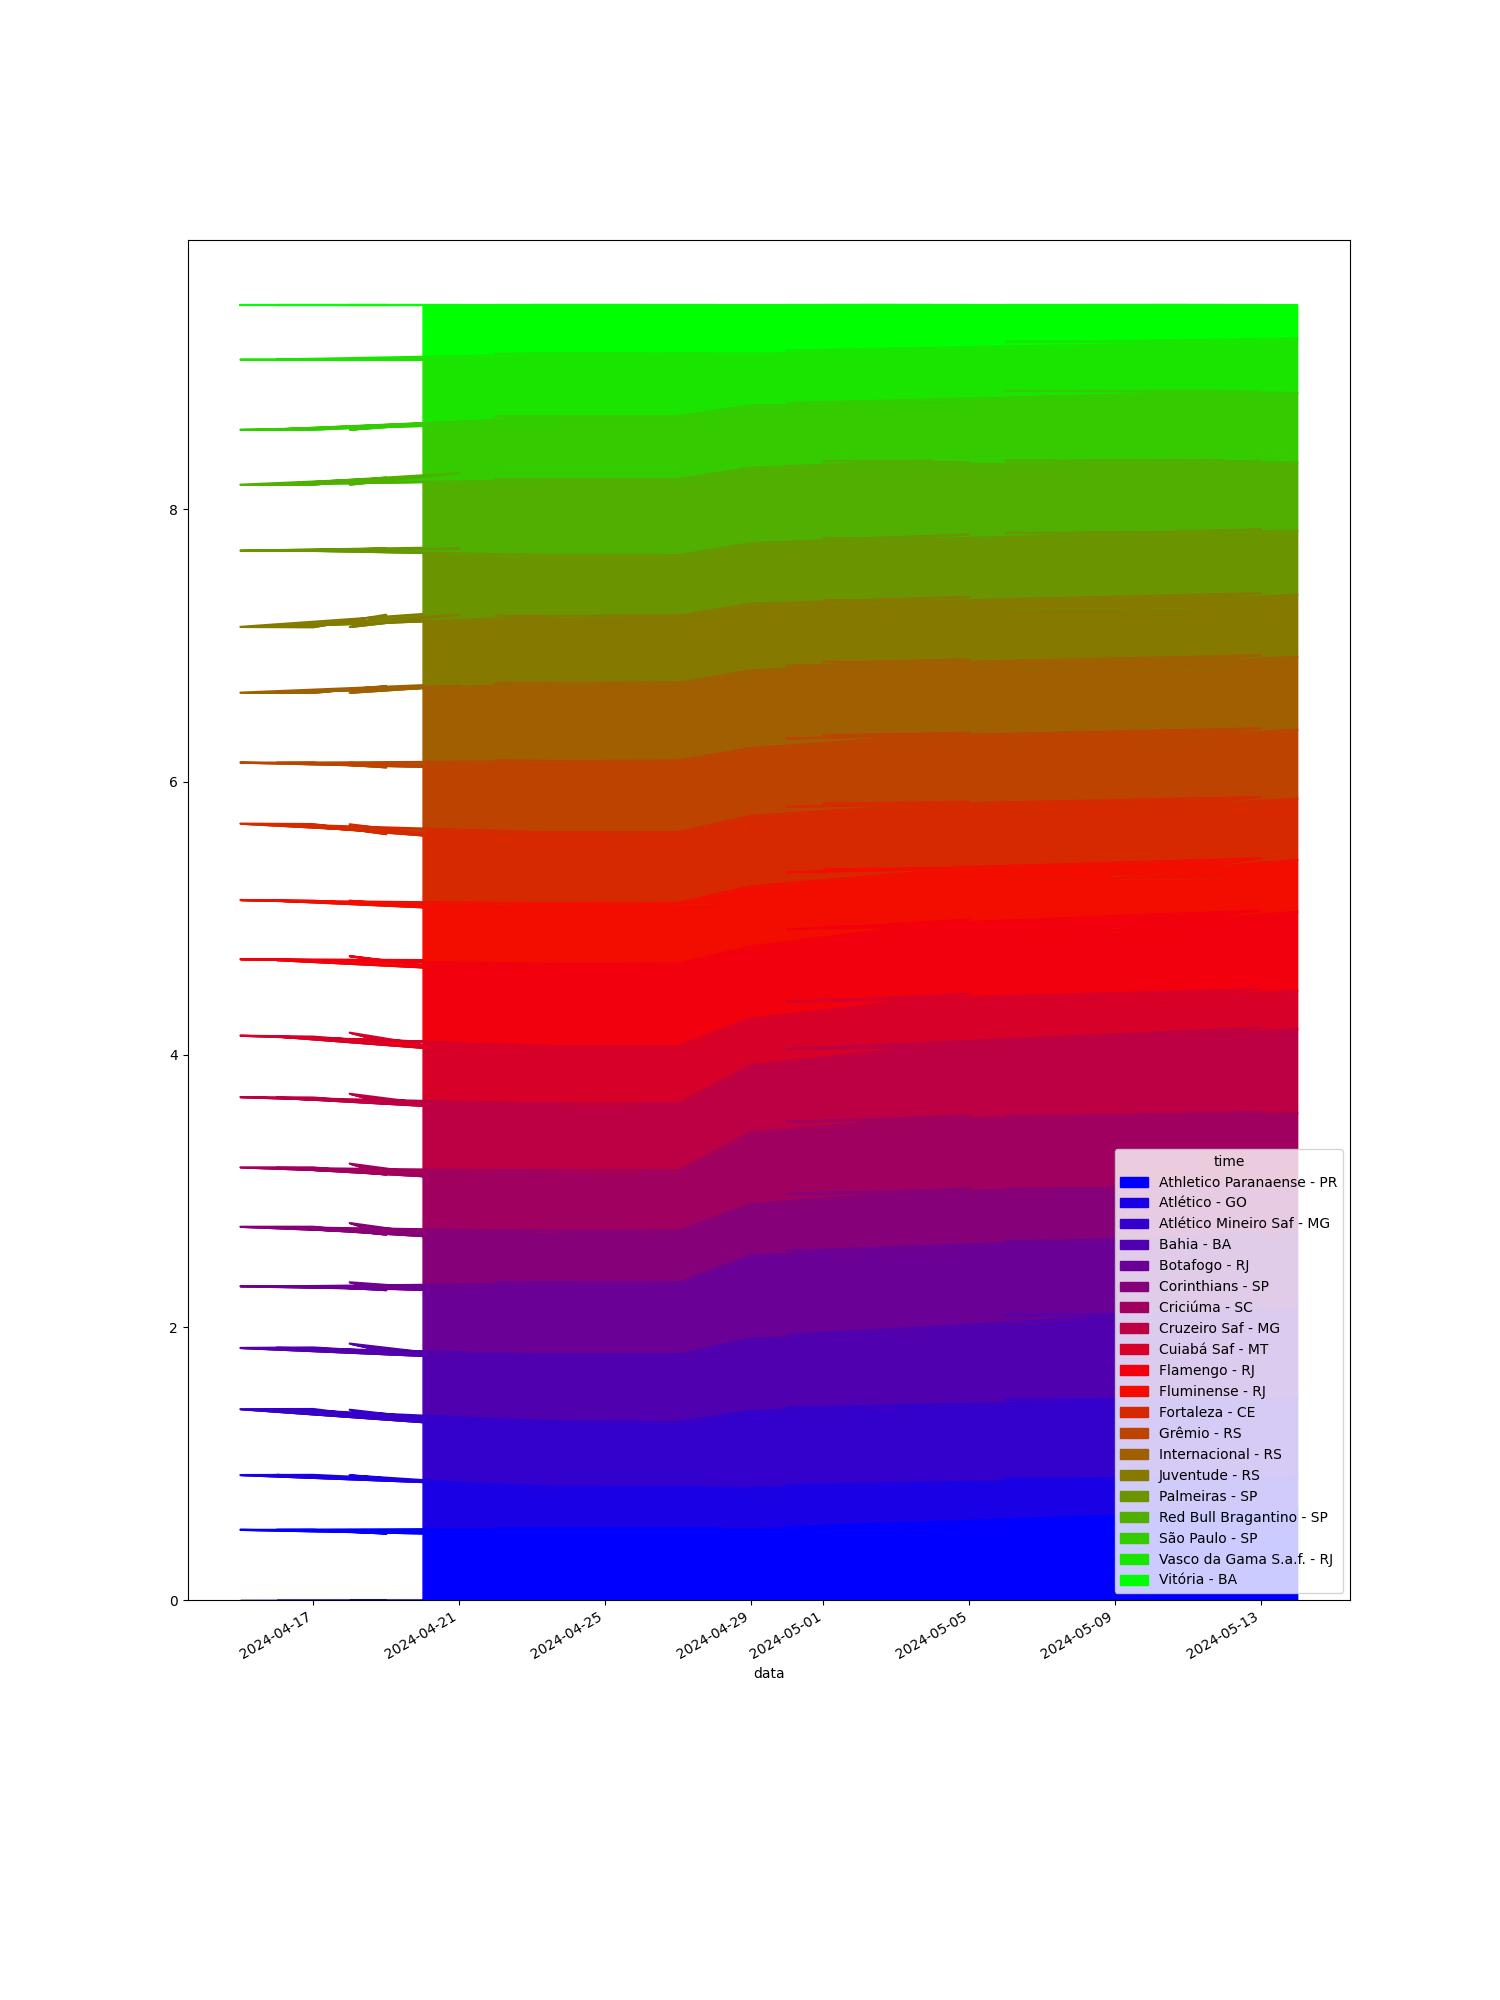 8
6
4
2
0
time
Athletico Paranaense - PR
Atlético - GO
Atlético Mineiro Saf - MG
Bahia - BA
Botafogo - RJ
Corinthians - SP
Criciúma - SC
Cruzeiro Saf - MG
Cuiabá Saf - MT
Flamengo - RJ
Fluminense - RJ
Fortaleza - CE
Grêmio - RS
Internacional - RS
Juventude - RS
Palmeiras - SP
Red Bull Bragantino - SP
São Paulo - SP
Vasco da Gama S.a.f. - RJ
Vitória - BA
2024-04-17
2024-04-21
2024-04-25
2024-04-29
2024-05-01
2024-05-05
2024-05-09
2024-05-13
data